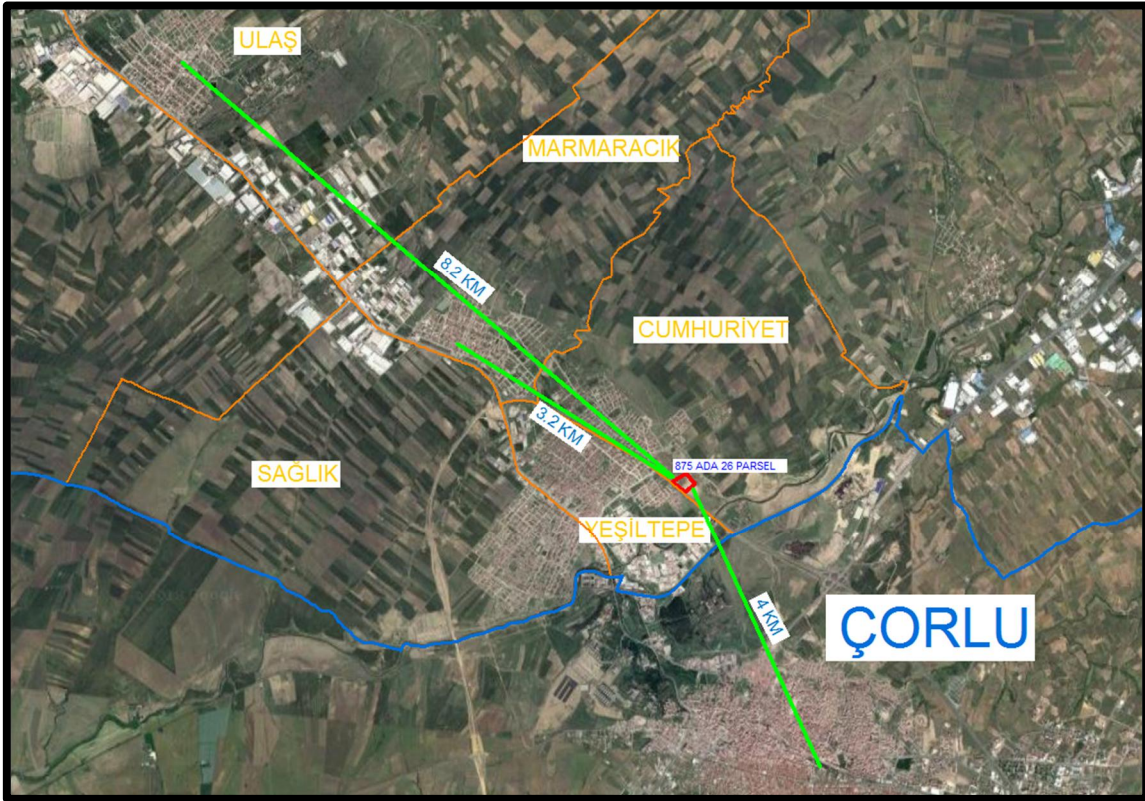 ULAŞ
MARMARACIK
8.2 KM
CUMHURİYET
3.2 KM
875 ADA 26 PARSEL
SAĞLIK
YEŞİLTEPE
4 KM
ÇORLU